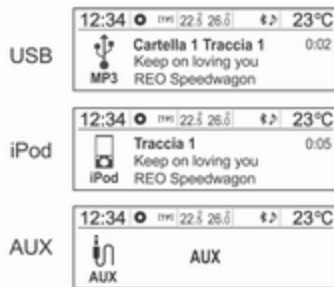 USB
12:34 22.5 26.0 23°C
Cartella 1 Traccia 1 0:02
Keep on loving you
MP3 REO Speedwagon
iPod
12:34 22.5 26.0 23°C
Traccia 1 0:05
Keep on loving you
iPod REO Speedwagon
AUX
12:34 22.5 26.0 23°C
AUX
AUX